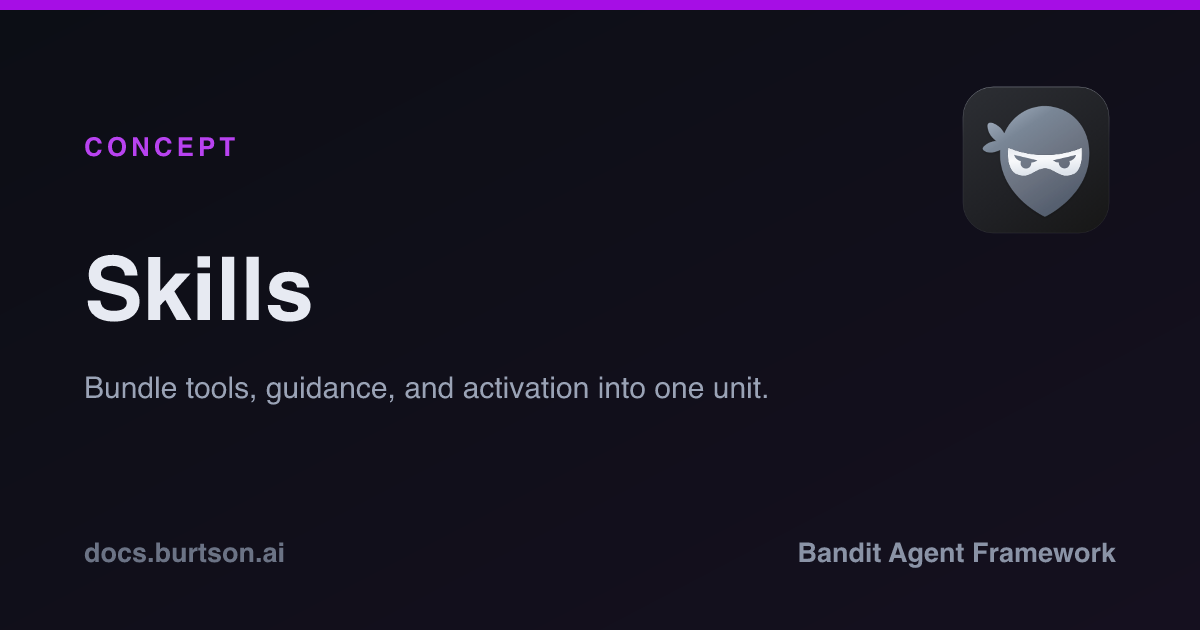 CONCEPT
Skills
Bundle tools, guidance, and activation into one unit.
docs.burtson.ai
Bandit Agent Framework